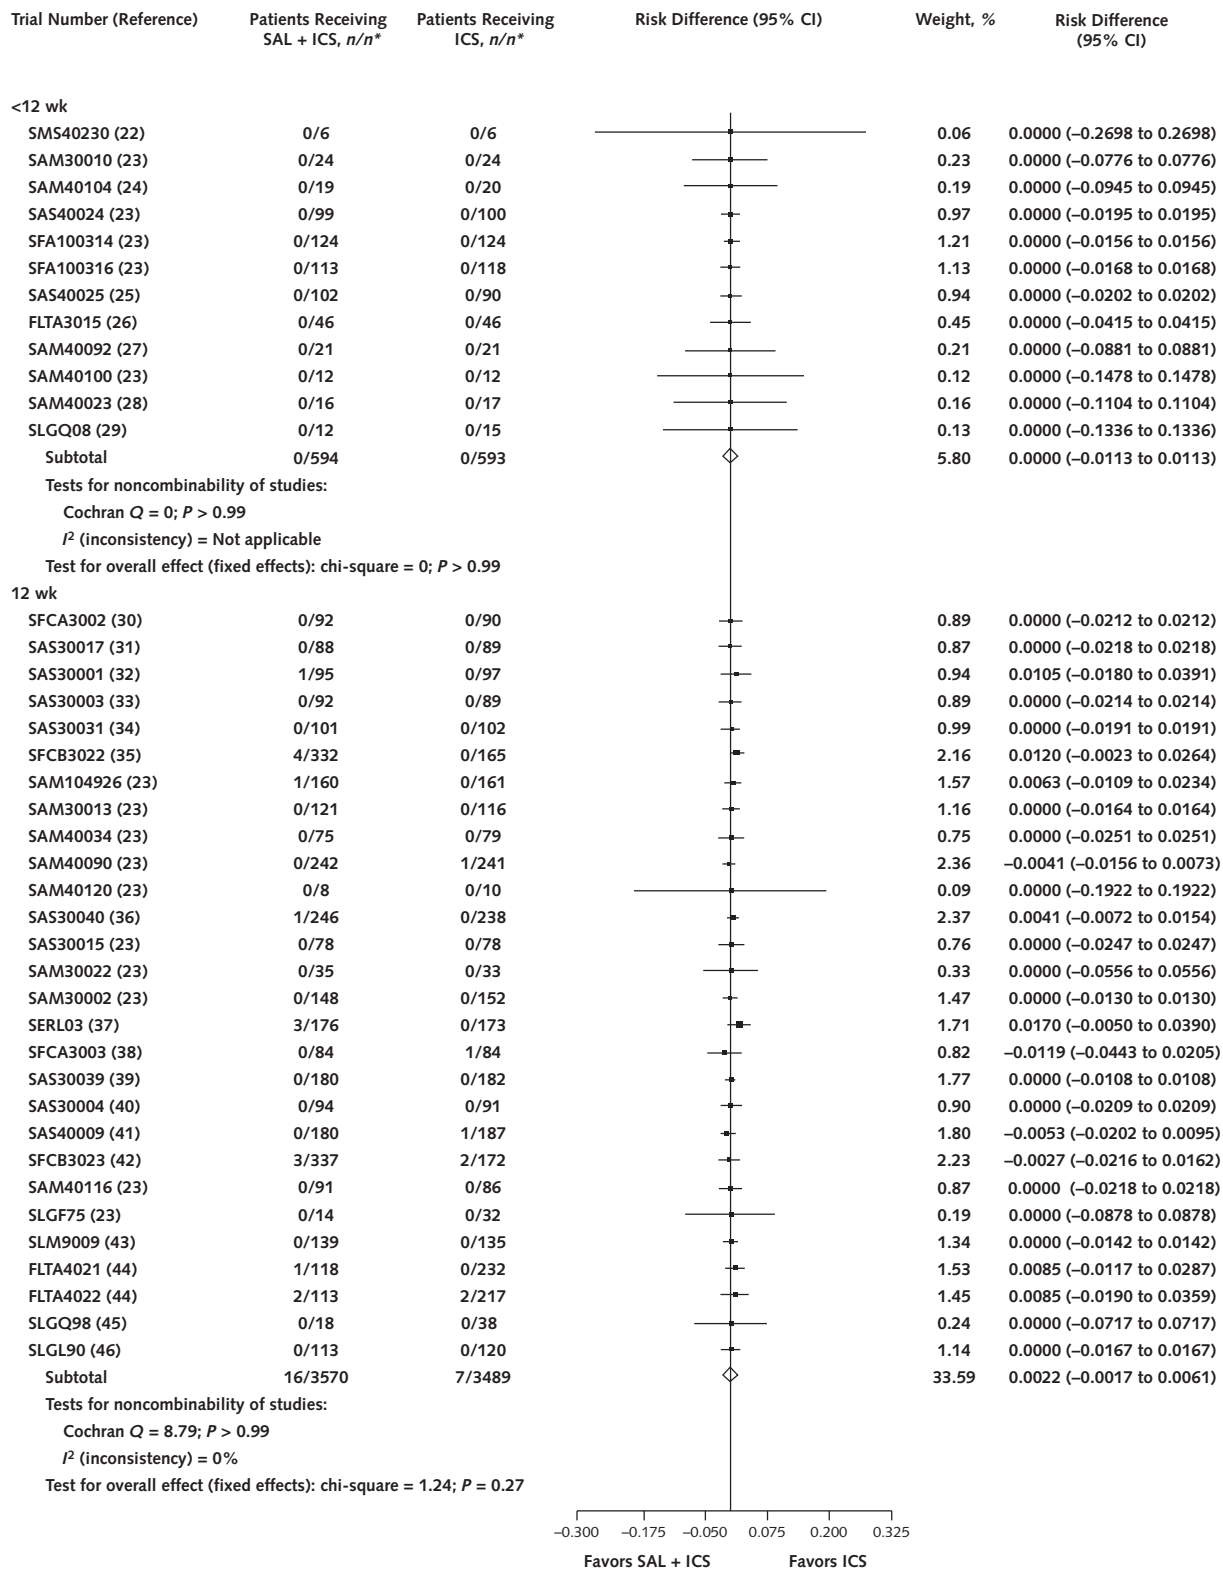 Trial Number (Reference) Patients Receiving Patients Receiving Risk Difference (95% CI) Weight, % Risk Difference
SAL + ICS, n/n* ICS, n/n* (95% CI)
<12 wk
SMS40230 (22) 0/6 0/6 0.06 0.0000 (–0.2698 to 0.2698)
SAM30010 (23) 0/24 0/24 0.23 0.0000 (–0.0776 to 0.0776)
SAM40104 (24) 0/19 0/20 0.19 0.0000 (–0.0945 to 0.0945)
SAS40024 (23) 0/99 0/100 0.97 0.0000 (–0.0195 to 0.0195)
SFA100314 (23) 0/124 0/124 1.21 0.0000 (–0.0156 to 0.0156)
SFA100316 (23) 0/113 0/118 1.13 0.0000 (–0.0168 to 0.0168)
SAS40025 (25) 0/102 0/90 0.94 0.0000 (–0.0202 to 0.0202)
FLTA3015 (26) 0/46 0/46 0.45 0.0000 (–0.0415 to 0.0415)
SAM40092 (27) 0/21 0/21 0.21 0.0000 (–0.0881 to 0.0881)
SAM40100 (23) 0/12 0/12 0.12 0.0000 (–0.1478 to 0.1478)
SAM40023 (28) 0/16 0/17 0.16 0.0000 (–0.1104 to 0.1104)
SLGQ08 (29) 0/12 0/15 0.13 0.0000 (–0.1336 to 0.1336)
Subtotal 0/594 0/593 5.80 0.0000 (–0.0113 to 0.0113)
Tests for noncombinability of studies:
Cochran Q = 0; P > 0.99
I² (inconsistency) = Not applicable
Test for overall effect (fixed effects): chi-square = 0; P > 0.99
12 wk
SFCA3002 (30) 0/92 0/90 0.89 0.0000 (–0.0212 to 0.0212)
SAS30017 (31) 0/88 0/89 0.87 0.0000 (–0.0218 to 0.0218)
SAS30001 (32) 1/95 0/97 0.94 0.0105 (–0.0180 to 0.0391)
SAS30003 (33) 0/92 0/89 0.89 0.0000 (–0.0214 to 0.0214)
SAS30031 (34) 0/101 0/102 0.99 0.0000 (–0.0191 to 0.0191)
SFCB3022 (35) 4/332 0/165 2.16 0.0120 (–0.0023 to 0.0264)
SAM104926 (23) 1/160 0/161 1.57 0.0063 (–0.0109 to 0.0234)
SAM30013 (23) 0/121 0/116 1.16 0.0000 (–0.0164 to 0.0164)
SAM40034 (23) 0/75 0/79 0.75 0.0000 (–0.0251 to 0.0251)
SAM40090 (23) 0/242 1/241 2.36 –0.0041 (–0.0156 to 0.0073)
SAM40120 (23) 0/8 0/10 0.09 0.0000 (–0.1922 to 0.1922)
SAS30040 (36) 1/246 0/238 2.37 0.0041 (–0.0072 to 0.0154)
SAS30015 (23) 0/78 0/78 0.76 0.0000 (–0.0247 to 0.0247)
SAM30022 (23) 0/35 0/33 0.33 0.0000 (–0.0556 to 0.0556)
SAM30002 (23) 0/148 0/152 1.47 0.0000 (–0.0130 to 0.0130)
SERL03 (37) 3/176 0/173 1.71 0.0170 (–0.0050 to 0.0390)
SFCA3003 (38) 0/84 1/84 0.82 –0.0119 (–0.0443 to 0.0205)
SAS30039 (39) 0/180 0/182 1.77 0.0000 (–0.0108 to 0.0108)
SAS30004 (40) 0/94 0/91 0.90 0.0000 (–0.0209 to 0.0209)
SAS40009 (41) 0/180 1/187 1.80 –0.0053 (–0.0202 to 0.0095)
SFCB3023 (42) 3/337 2/172 2.23 –0.0027 (–0.0216 to 0.0162)
SAM40116 (23) 0/91 0/86 0.87 0.0000 (–0.0218 to 0.0218)
SLGF75 (23) 0/14 0/32 0.19 0.0000 (–0.0878 to 0.0878)
SLM9009 (43) 0/139 0/135 1.34 0.0000 (–0.0142 to 0.0142)
FLTA4021 (44) 1/118 0/232 1.53 0.0085 (–0.0117 to 0.0287)
FLTA4022 (44) 2/113 2/217 1.45 0.0085 (–0.0190 to 0.0359)
SLGQ98 (45) 0/18 0/38 0.24 0.0000 (–0.0717 to 0.0717)
SLGL90 (46) 0/113 0/120 1.14 0.0000 (–0.0167 to 0.0167)
Subtotal 16/3570 7/3489 33.59 0.0022 (–0.0017 to 0.0061)
Tests for noncombinability of studies:
Cochran Q = 8.79; P > 0.99
I² (inconsistency) = 0%
Test for overall effect (fixed effects): chi-square = 1.24; P = 0.27
–0.300 –0.175 –0.050 0.075 0.200 0.325
Favors SAL + ICS Favors ICS